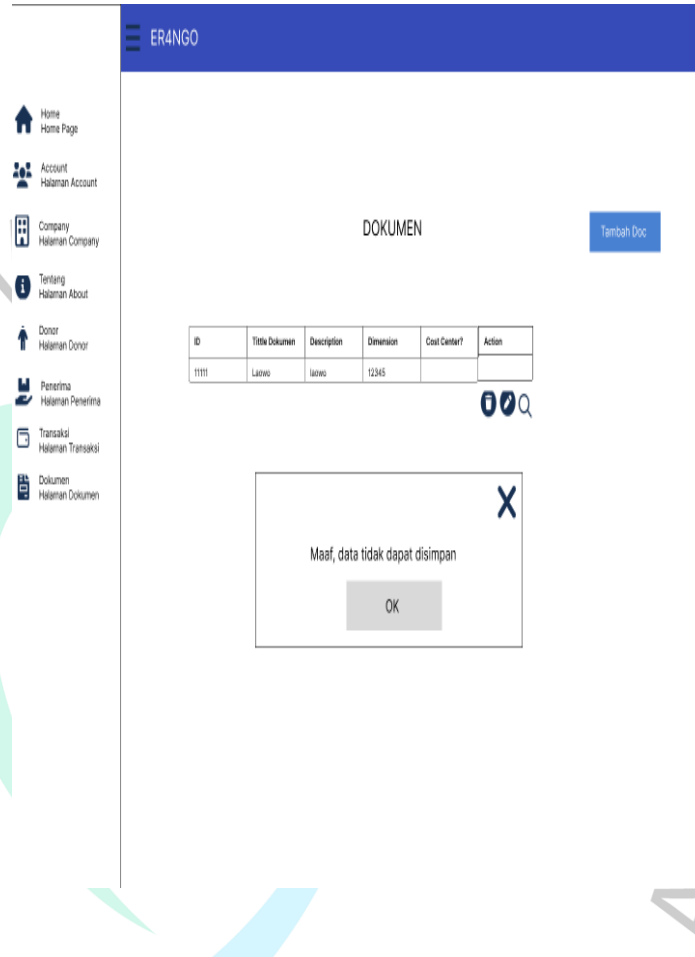 ER4NGO
Home
Home Page
Account
Halaman Account
Company
Halaman Company
Tentang
Halaman About
Donor
Halaman Donor
Penerima
Halaman Penerima
Transaksi
Halaman Transaksi
Dokumen
Halaman Dokumen
DOKUMEN
Tambah Doc
ID Tittle Dokumen Description Dimension Cost Center? Action
11111 Laowo laowo 12345
Maaf, data tidak dapat disimpan
OK